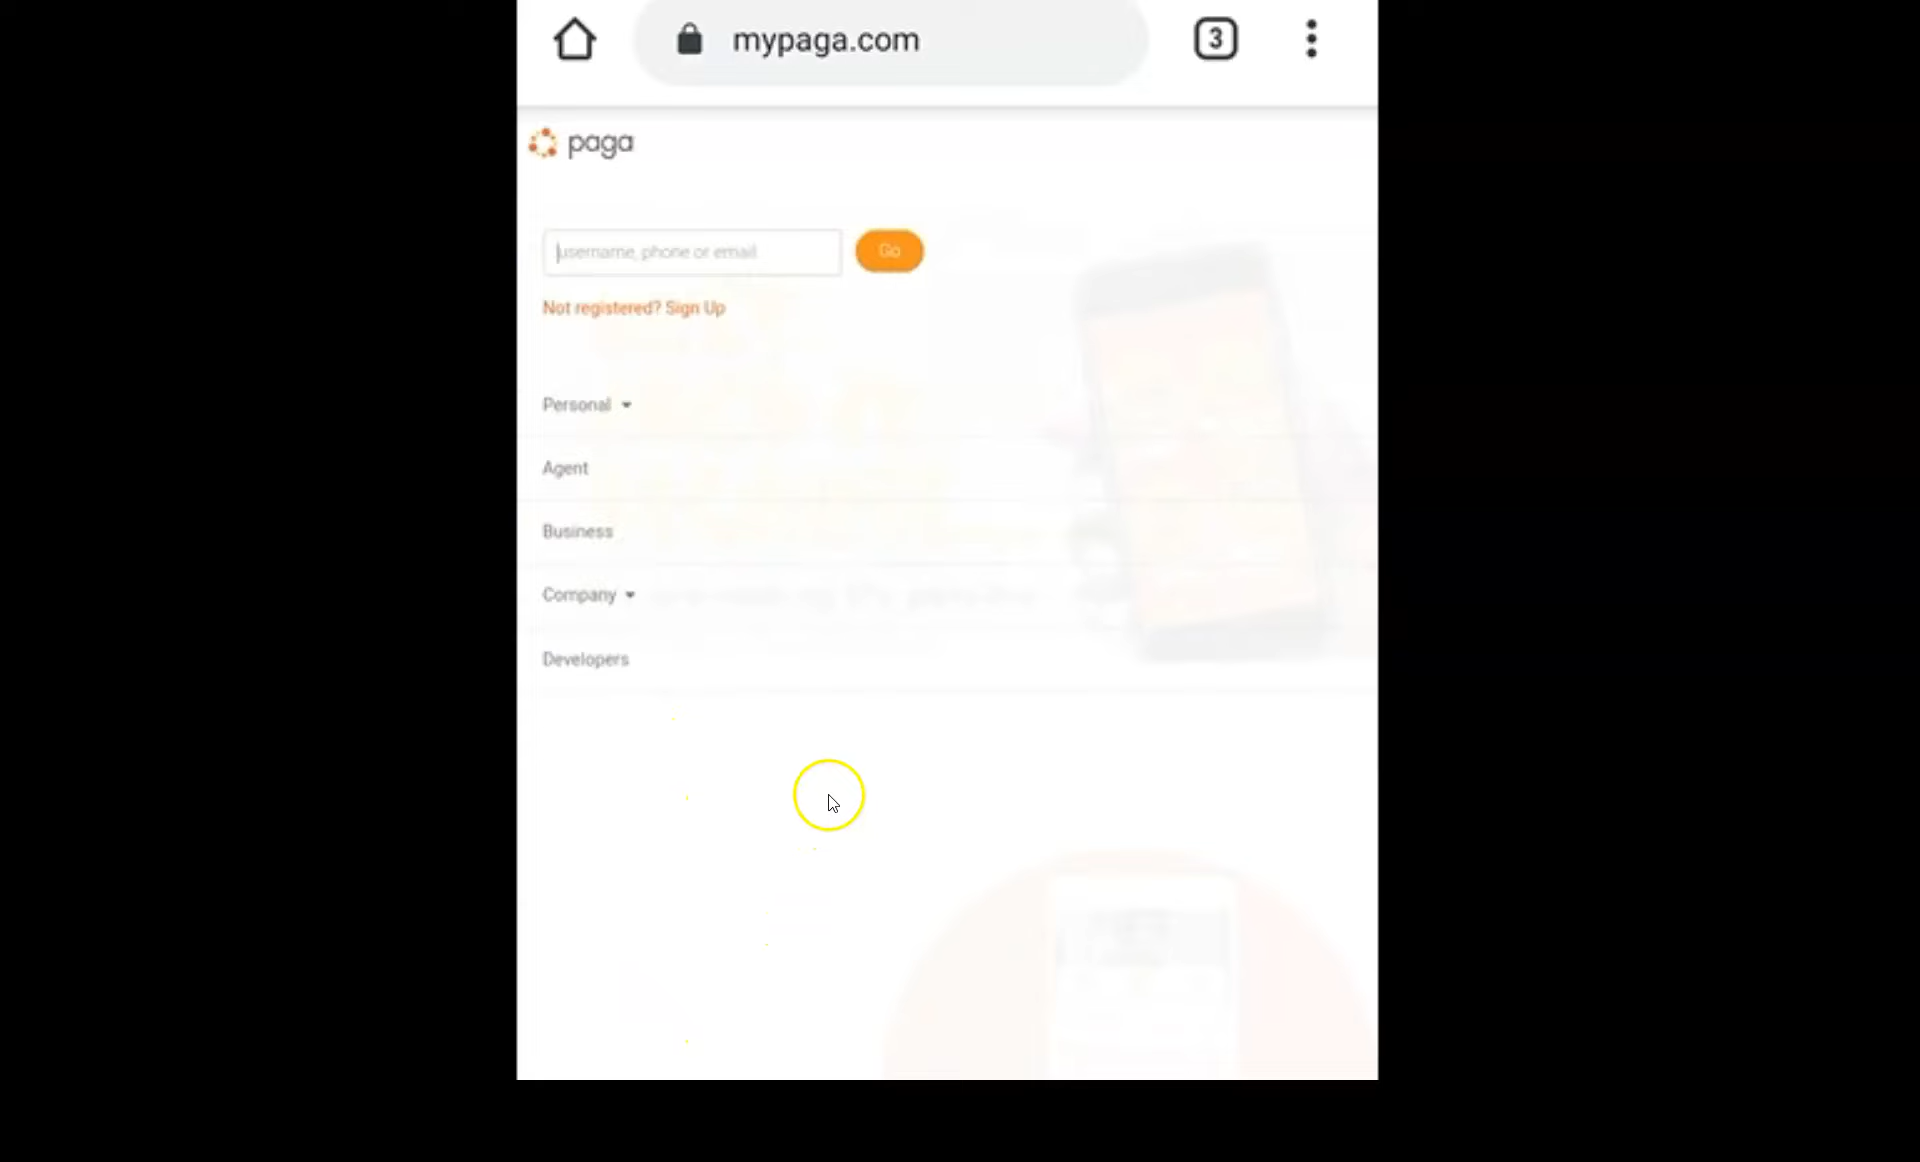 mypaga.com
3
paga
username, phone or email
Go
Not registered? Sign Up
Personal
Agent
Business
Company
Developers